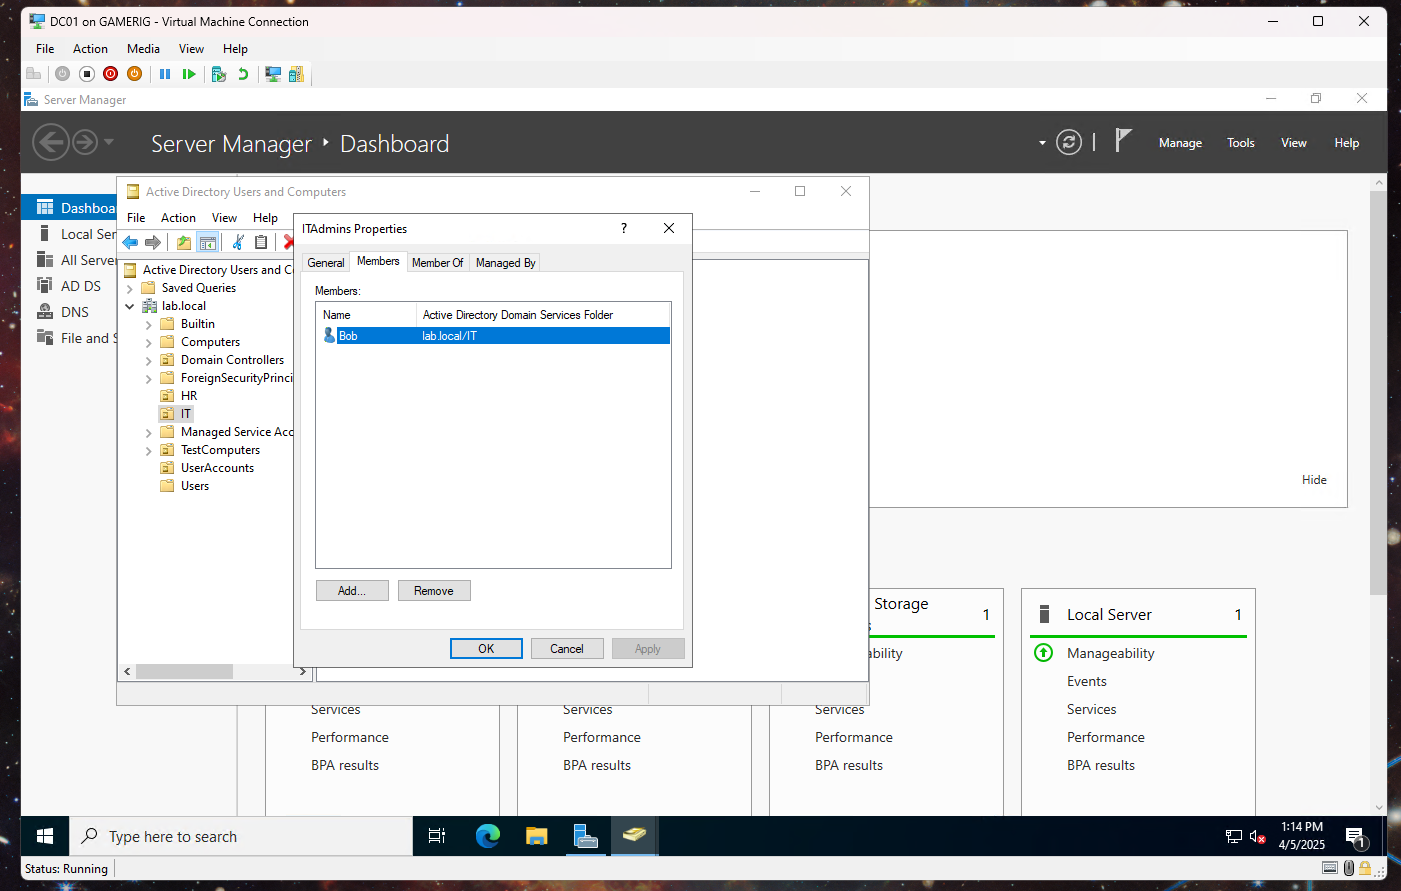 DC01 on GAMERIG - Virtual Machine Connection
File Action Media View Help
Server Manager
Server Manager Dashboard
Manage Tools View Help
Dashboa
Local Ser
All Server
AD DS
DNS
File and S
Active Directory Users and Computers
File Action View Help
Active Directory Users and C
Saved Queries
lab.local
Builtin
Computers
Domain Controllers
ForeignSecurityPrinci
HR
IT
Managed Service Acc
TestComputers
UserAccounts
Users
ITAdmins Properties
?
General Members Member Of Managed By
Members:
Name Active Directory Domain Services Folder
Bob lab.local/IT
Add... Remove
OK Cancel Apply
Hide
Storage 1
Local Server 1
Manageability
Events
Services
Performance
BPA results
Services
Performance
BPA results
Services
Performance
BPA results
ability
Services
Performance
BPA results
Type here to search
1:14 PM
4/5/2025
1
Status: Running